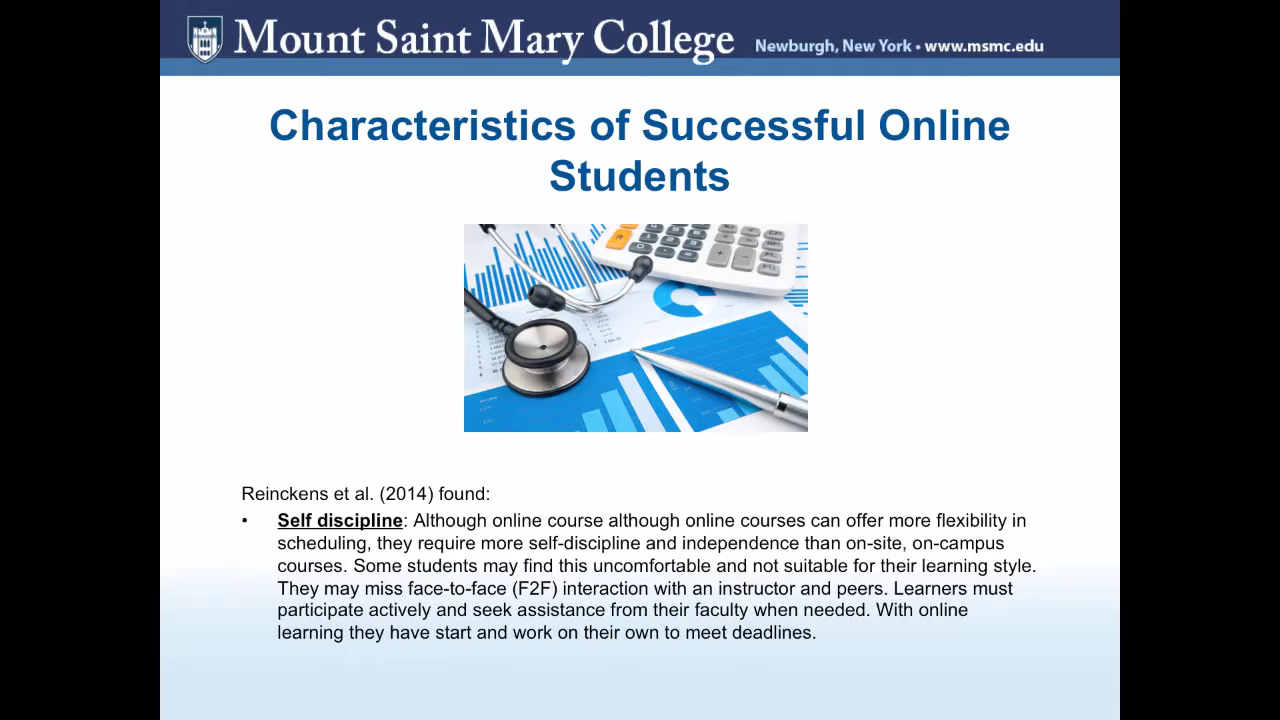 Mount Saint Mary College Newburgh, New York • www.msmc.edu
Characteristics of Successful Online
Students
Reinckens et al. (2014) found:
• Self discipline: Although online course although online courses can offer more flexibility in
scheduling, they require more self-discipline and independence than on-site, on-campus
courses. Some students may find this uncomfortable and not suitable for their learning style.
They may miss face-to-face (F2F) interaction with an instructor and peers. Learners must
participate actively and seek assistance from their faculty when needed. With online
learning they have start and work on their own to meet deadlines.